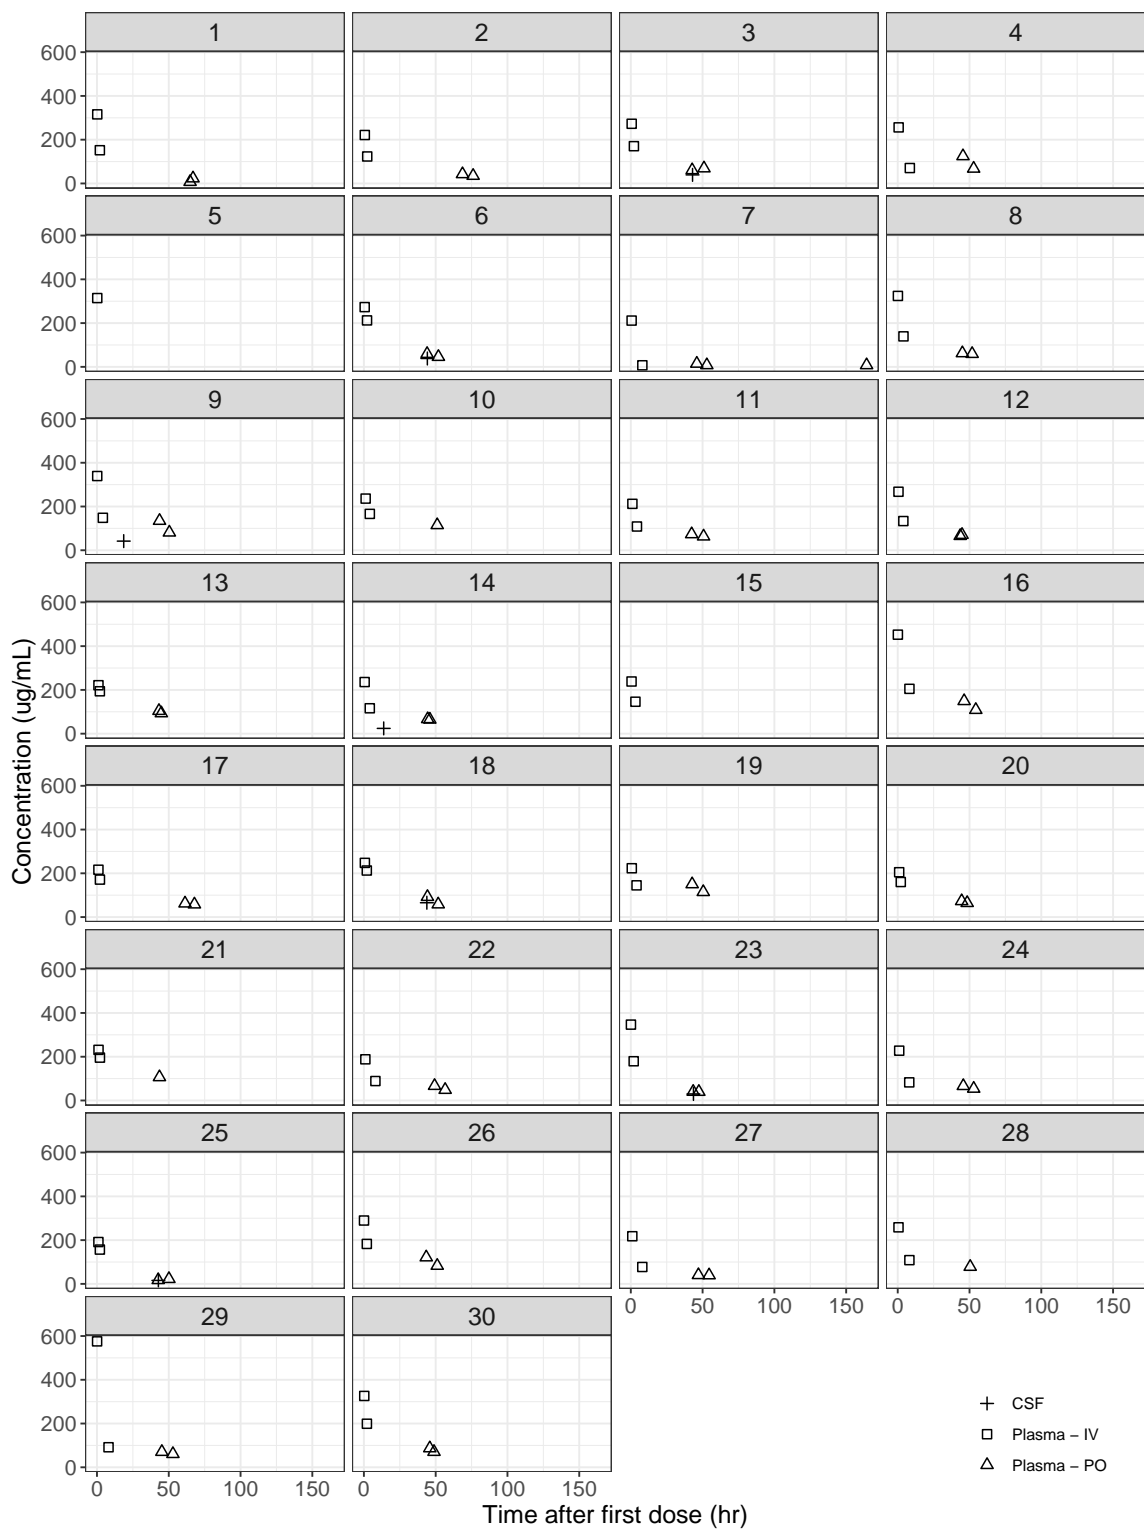 1 2 3 4
600
400
200
0
5 6 7 8
600
400
200
0
9 10 11 12
600
400
200
0
13 14 15 16
600
400
200
0
17 18 19 20
600
400
200
0
21 22 23 24
600
400
200
0
25 26 27 28
600
400
200
0
0 50 100 150 0 50 100 150
29 30
600
400
200
0
0 50 100 150 0 50 100 150
Concentration (ug/mL)
Time after first dose (hr)
CSF
Plasma − IV
Plasma − PO